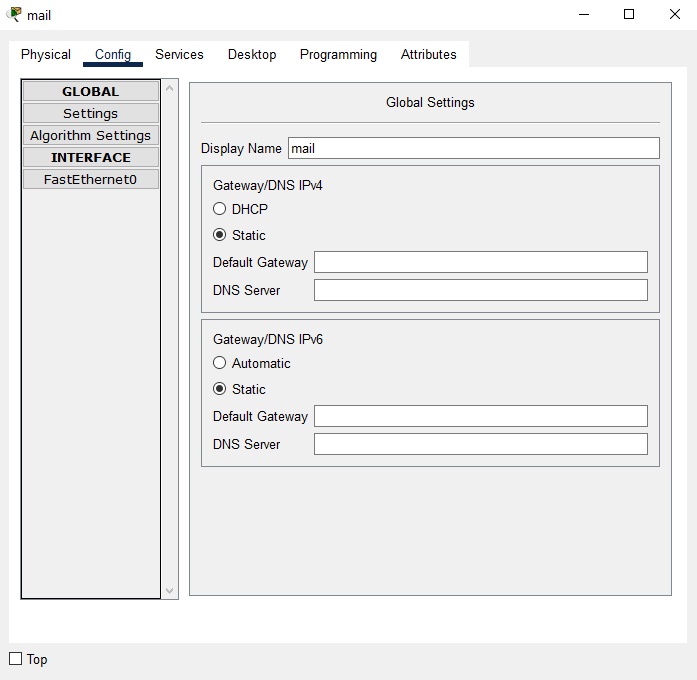 mail
Physical Config Services Desktop Programming Attributes
GLOBAL
Settings
Algorithm Settings
INTERFACE
FastEthernet0
Global Settings
Display Name mail
Gateway/DNS IPv4
DHCP
Static
Default Gateway
DNS Server
Gateway/DNS IPv6
Automatic
Static
Default Gateway
DNS Server
Top